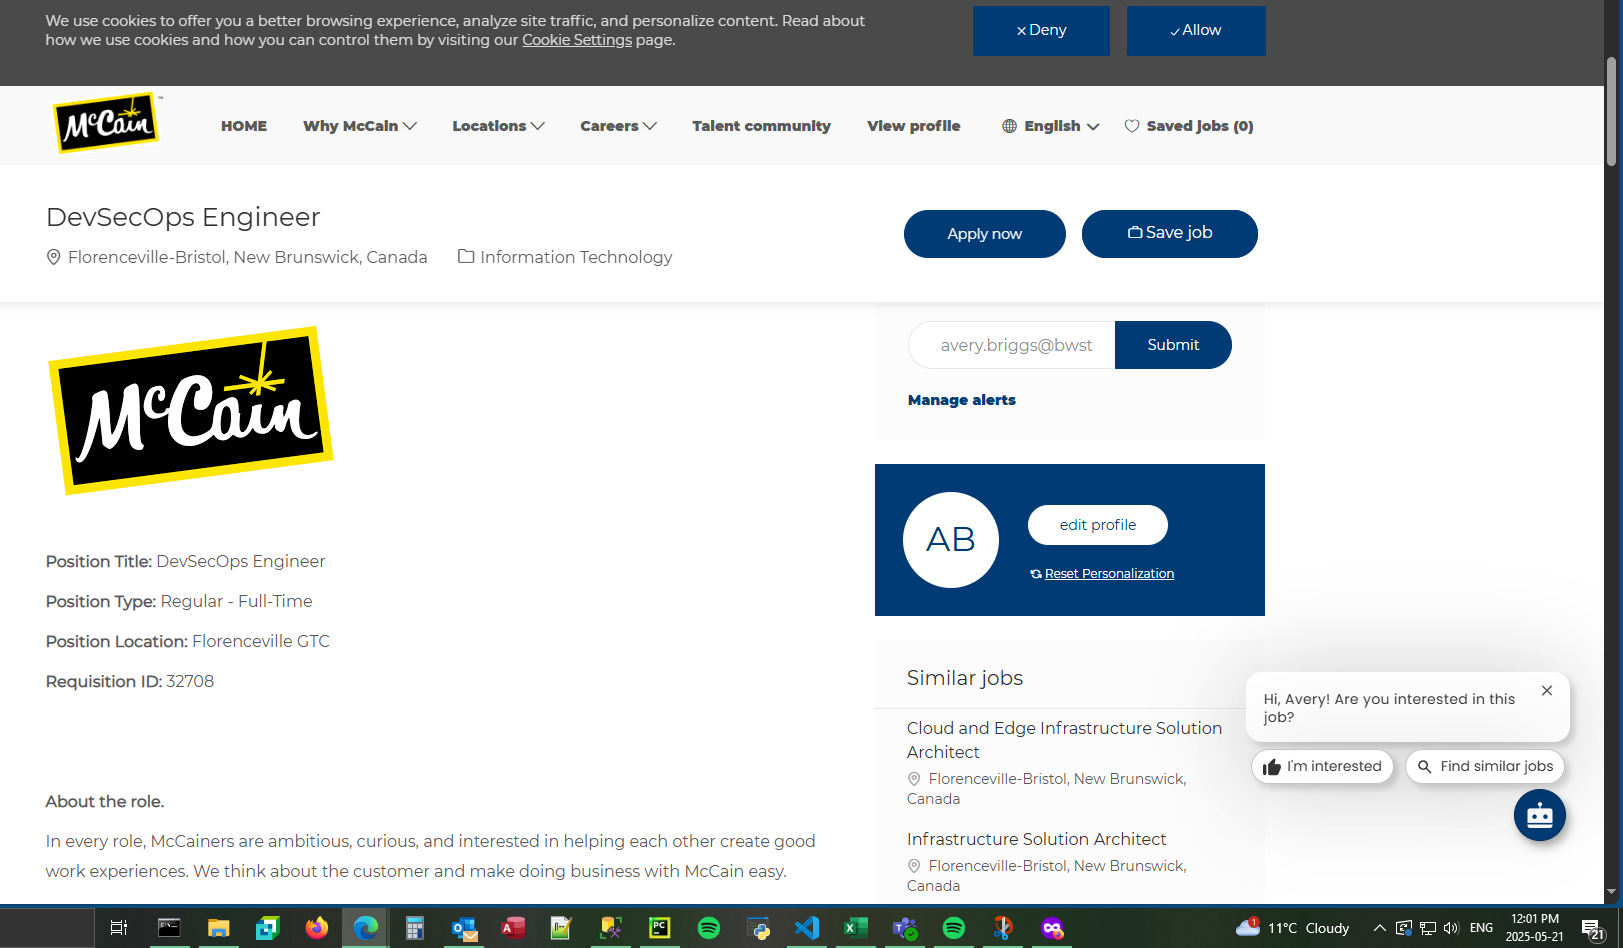 We use cookies to offer you a better browsing experience, analyze site traffic, and personalize content. Read about
how we use cookies and how you can control them by visiting our Cookie Settings page.
Deny
Allow
McCain
HOME
Why McCain
Locations
Careers
Talent community
View profile
English
Saved jobs (0)
DevSecOps Engineer
Florenceville-Bristol, New Brunswick, Canada
Information Technology
Apply now
Save job
McCain
avery.briggs@bwst
Submit
Manage alerts
AB
edit profile
Reset Personalization
Position Title: DevSecOps Engineer
Position Type: Regular - Full-Time
Position Location: Florenceville GTC
Requisition ID: 32708
About the role.
In every role, McCainers are ambitious, curious, and interested in helping each other create good
work experiences. We think about the customer and make doing business with McCain easy.
Similar jobs
Cloud and Edge Infrastructure Solution
Architect
Florenceville-Bristol, New Brunswick,
Canada
Infrastructure Solution Architect
Florenceville-Bristol, New Brunswick,
Canada
Hi, Avery! Are you interested in this
job?
I'm interested
Find similar jobs
PC
1
11°C Cloudy
ENG
12:01 PM
2025-05-21
21